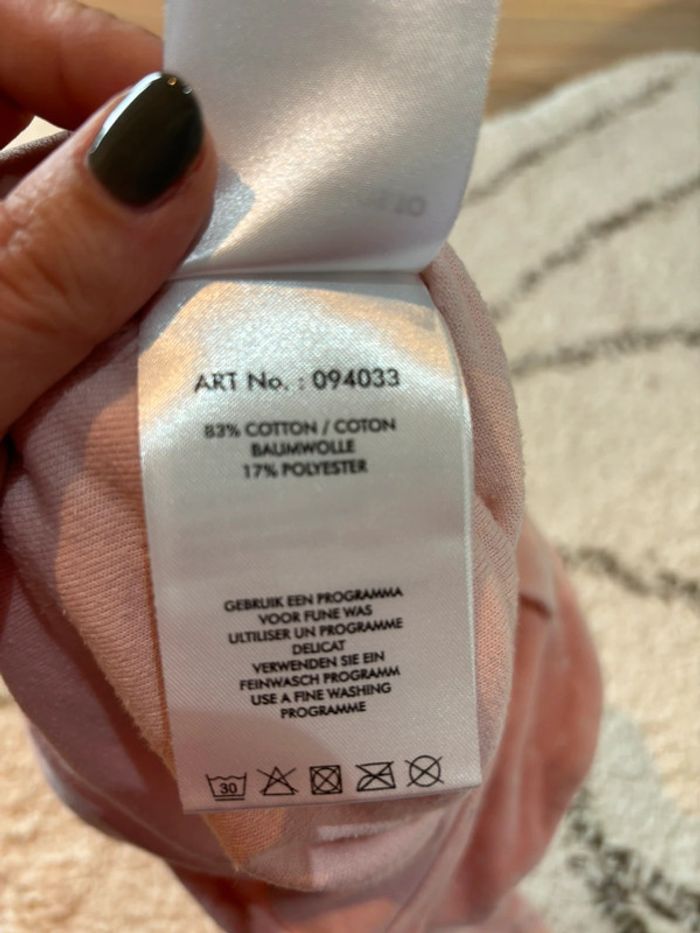 ART No. : 094033
83% COTTON / COTON
BAUMWOLLE
17% POLYESTER
GEBRUIK EEN PROGRAMMA
VOOR FIJNE WAS
ULTILISER UN PROGRAMME
DELICAT
VERWENDEN SIE EIN
FEINWASCH PROGRAMM
USE A FINE WASHING
PROGRAMME
30